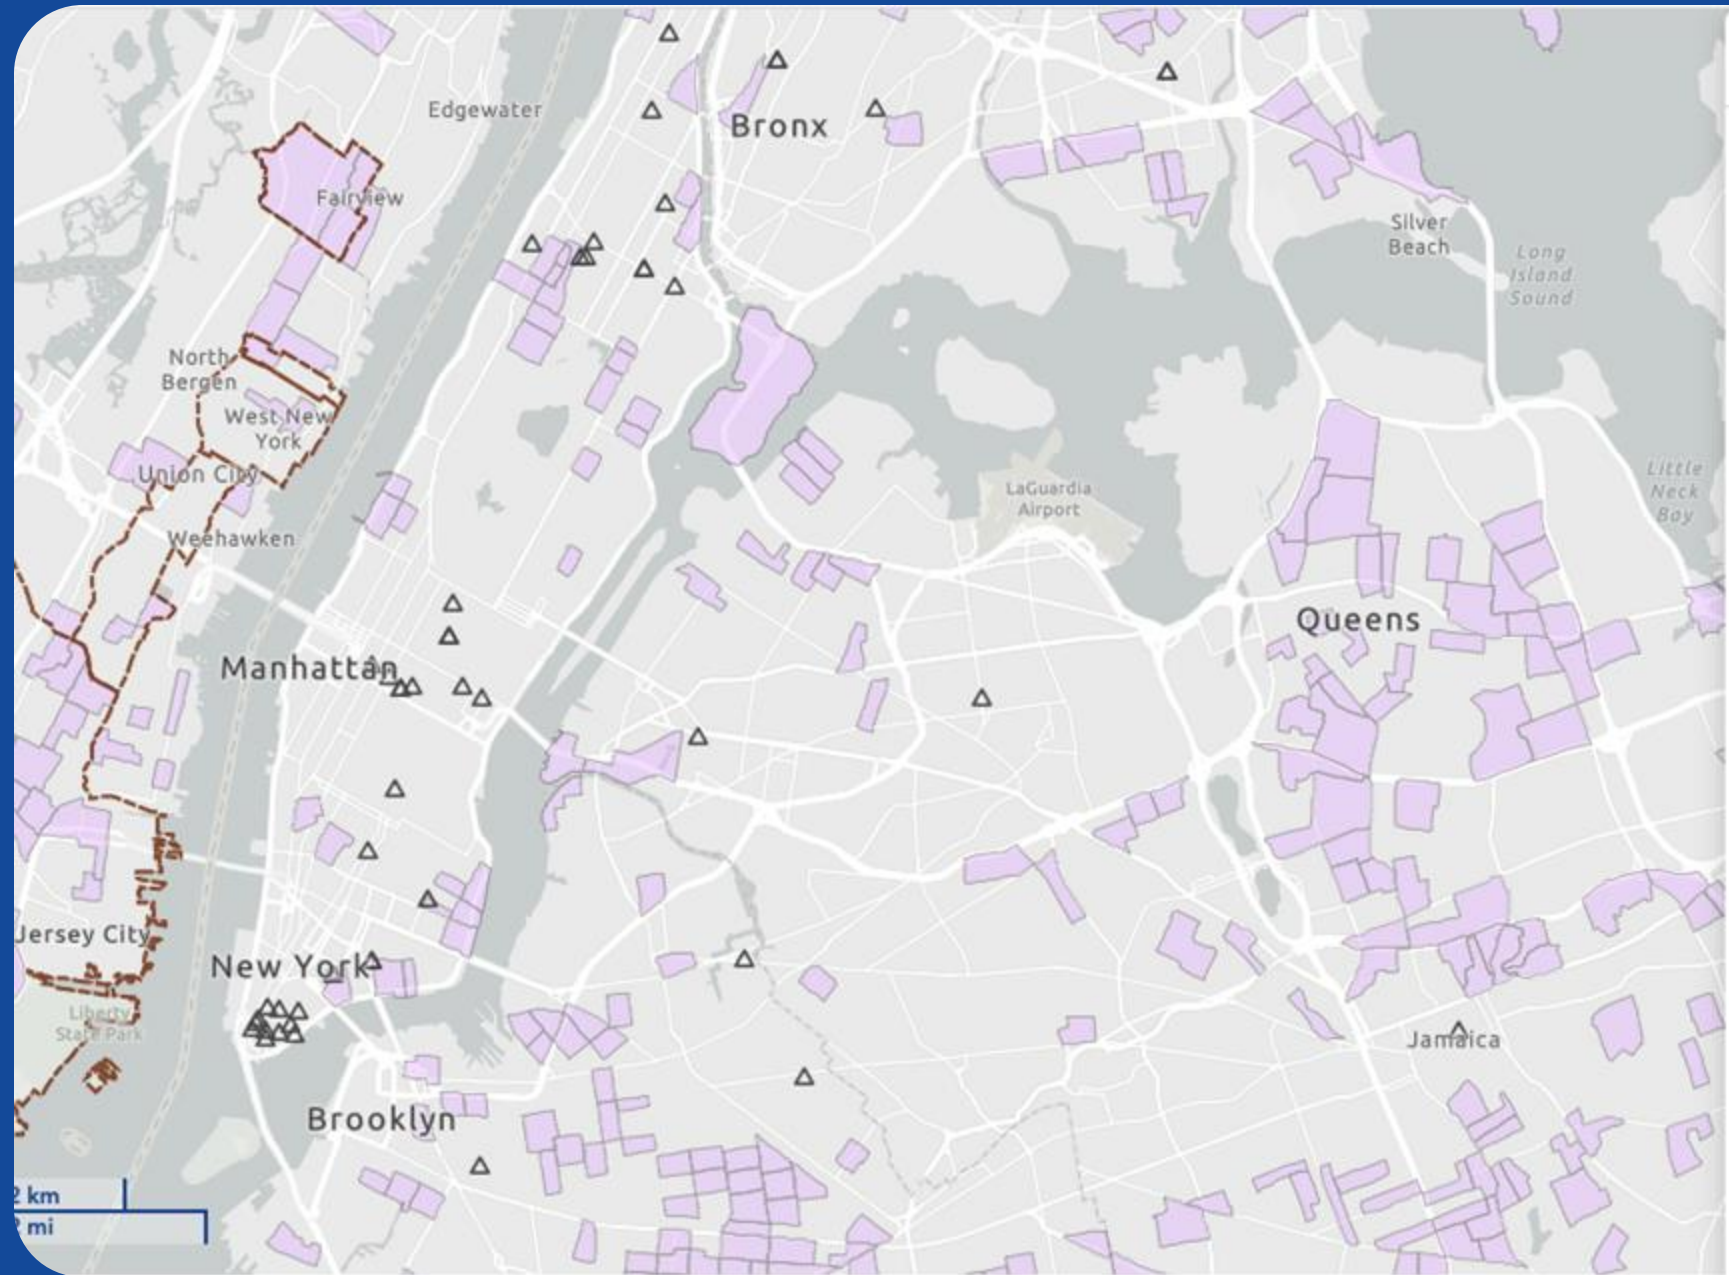 Edgewater
Bronx
Fairview
Silver
Beach
Long
Island
Sound
North
Bergen
West New
York
Union City
LaGuardia
Airport
Little
Neck
Bay
Weehawken
Queens
Manhattan
Jersey City
New York
Liberty
State Park
Jamaica
Brooklyn
2 km
2 mi